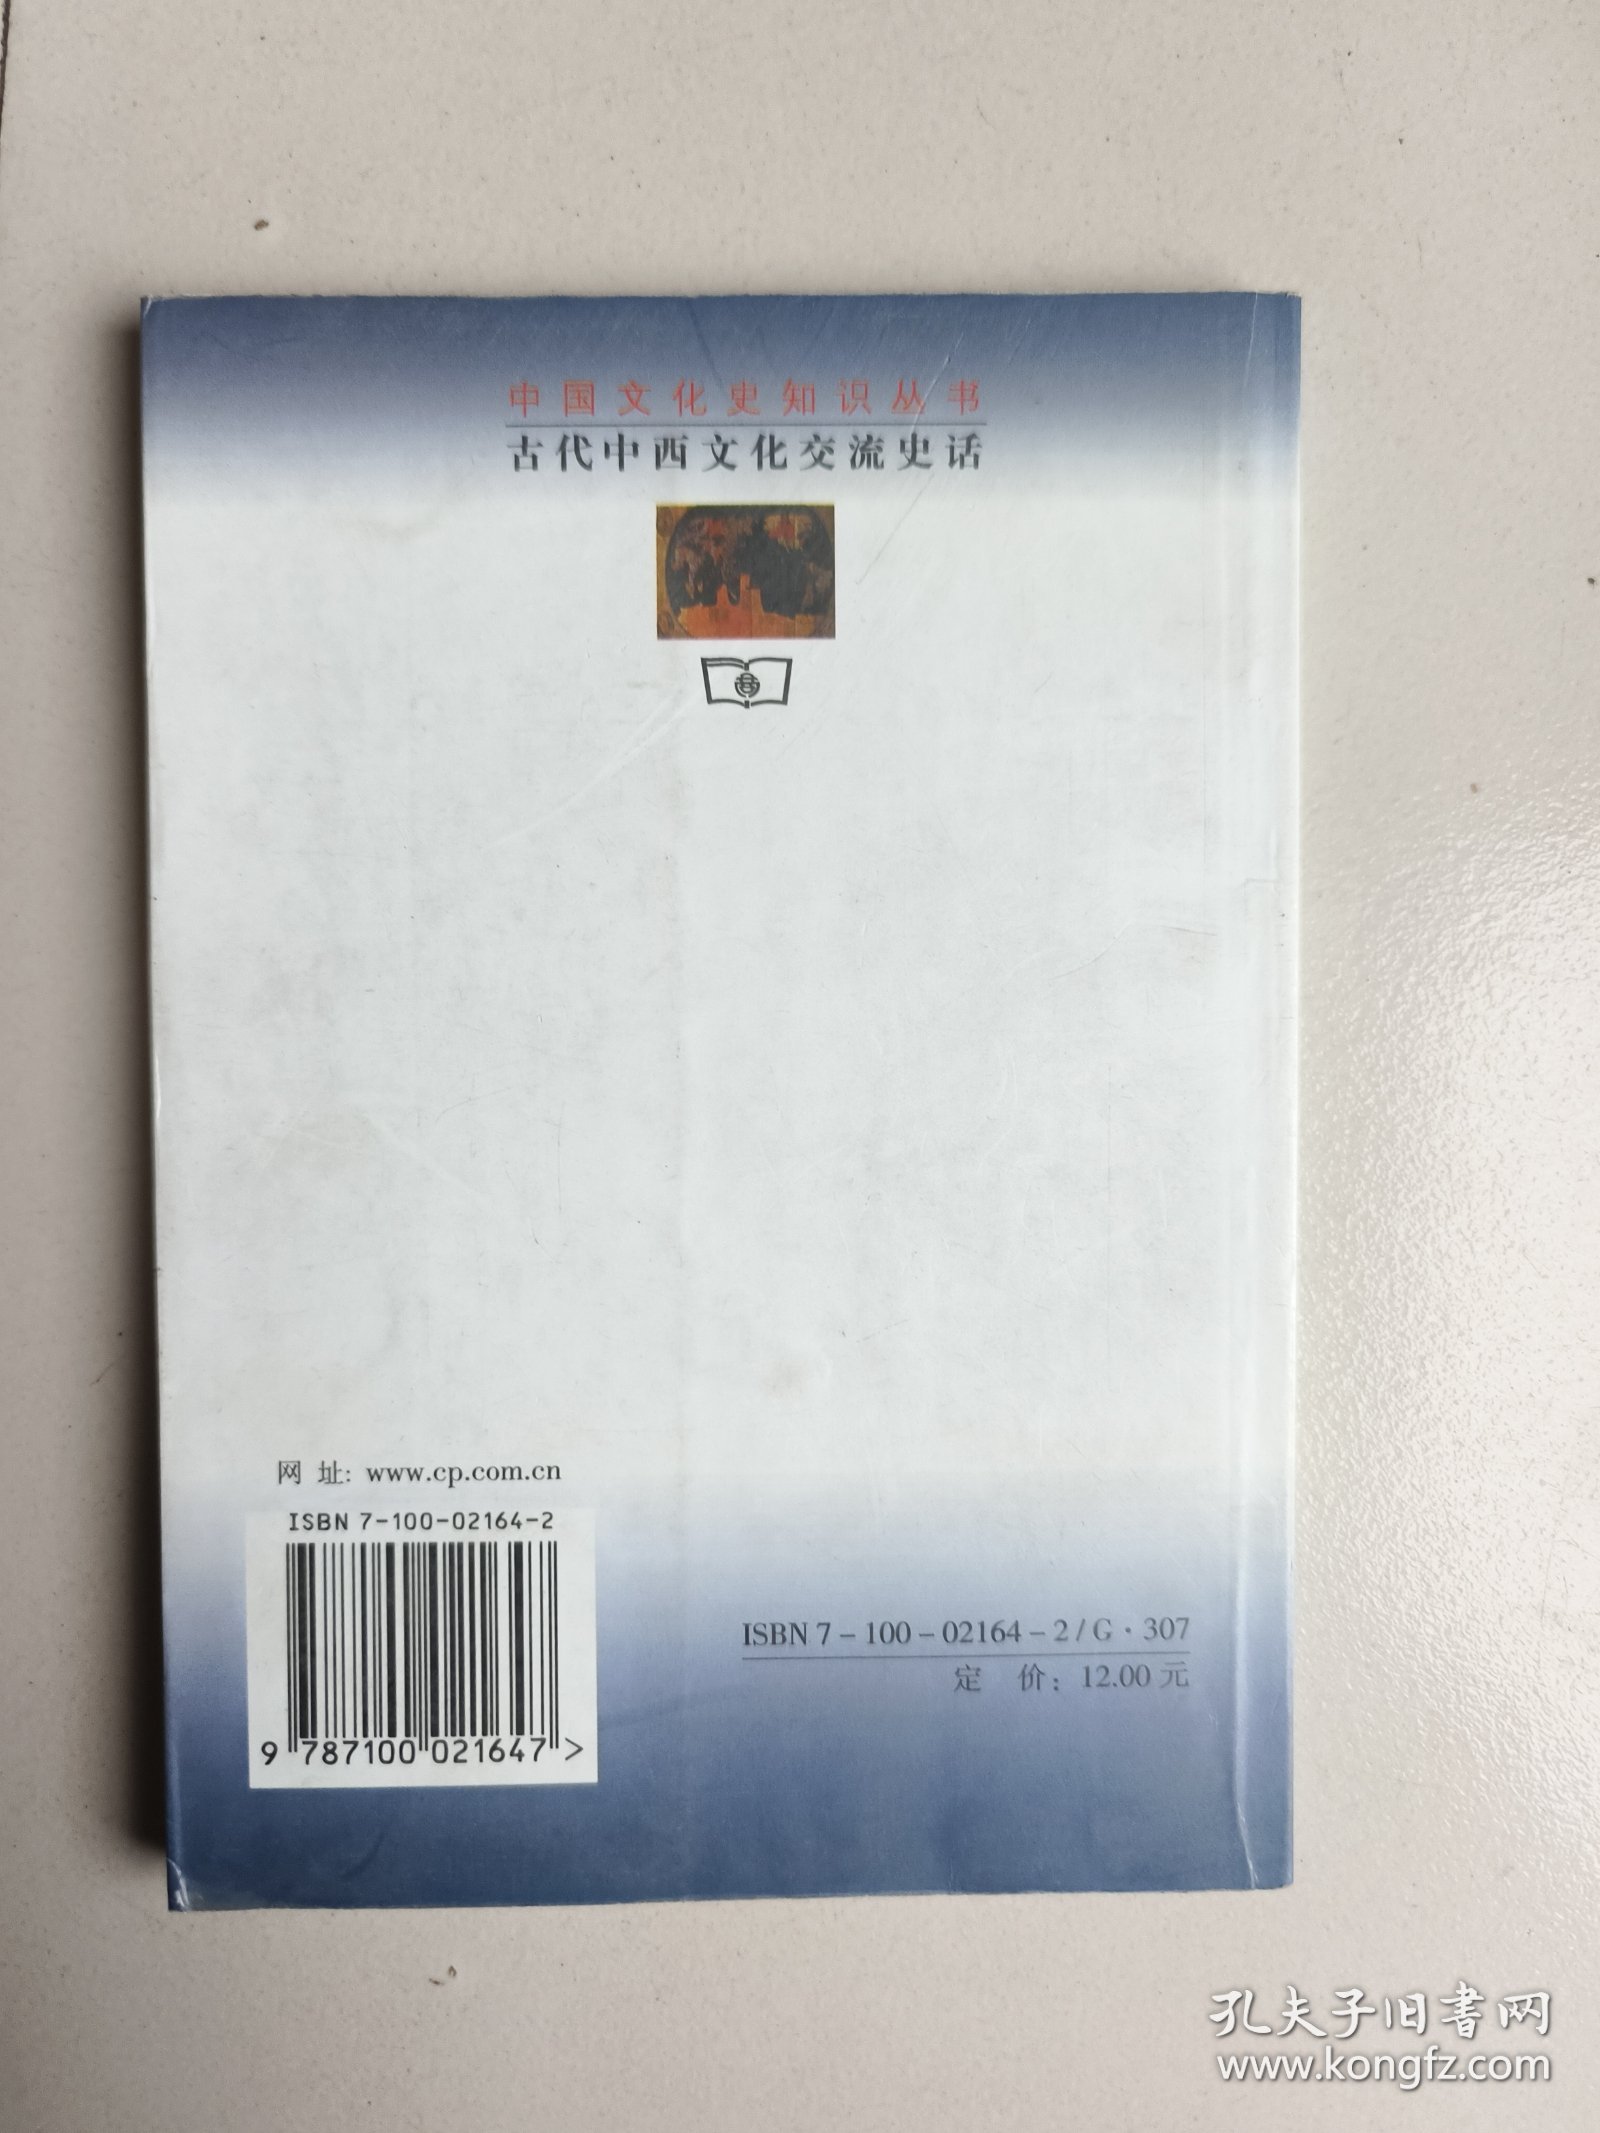 中国文化史知识丛书
古代中西文化交流史话
网 址: www.cp.com.cn
ISBN 7-100-02164-2
9 787100 021647 >
ISBN 7 - 100 - 02164 - 2 / G · 307
定 价: 12.00 元
孔夫子旧书网
www.kongfz.com